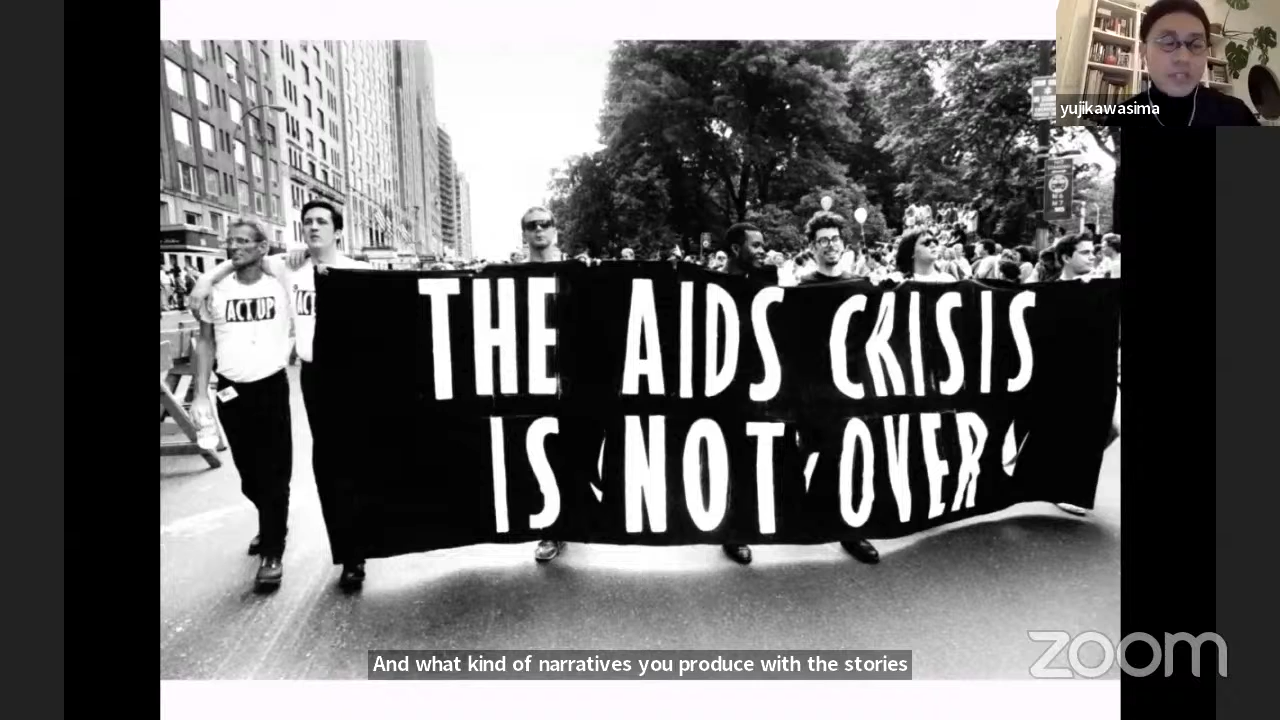 yujikawasima
ACT UP
ACT
THE AIDS CRISIS
IS NOT OVER
And what kind of narratives you produce with the stories
zoom